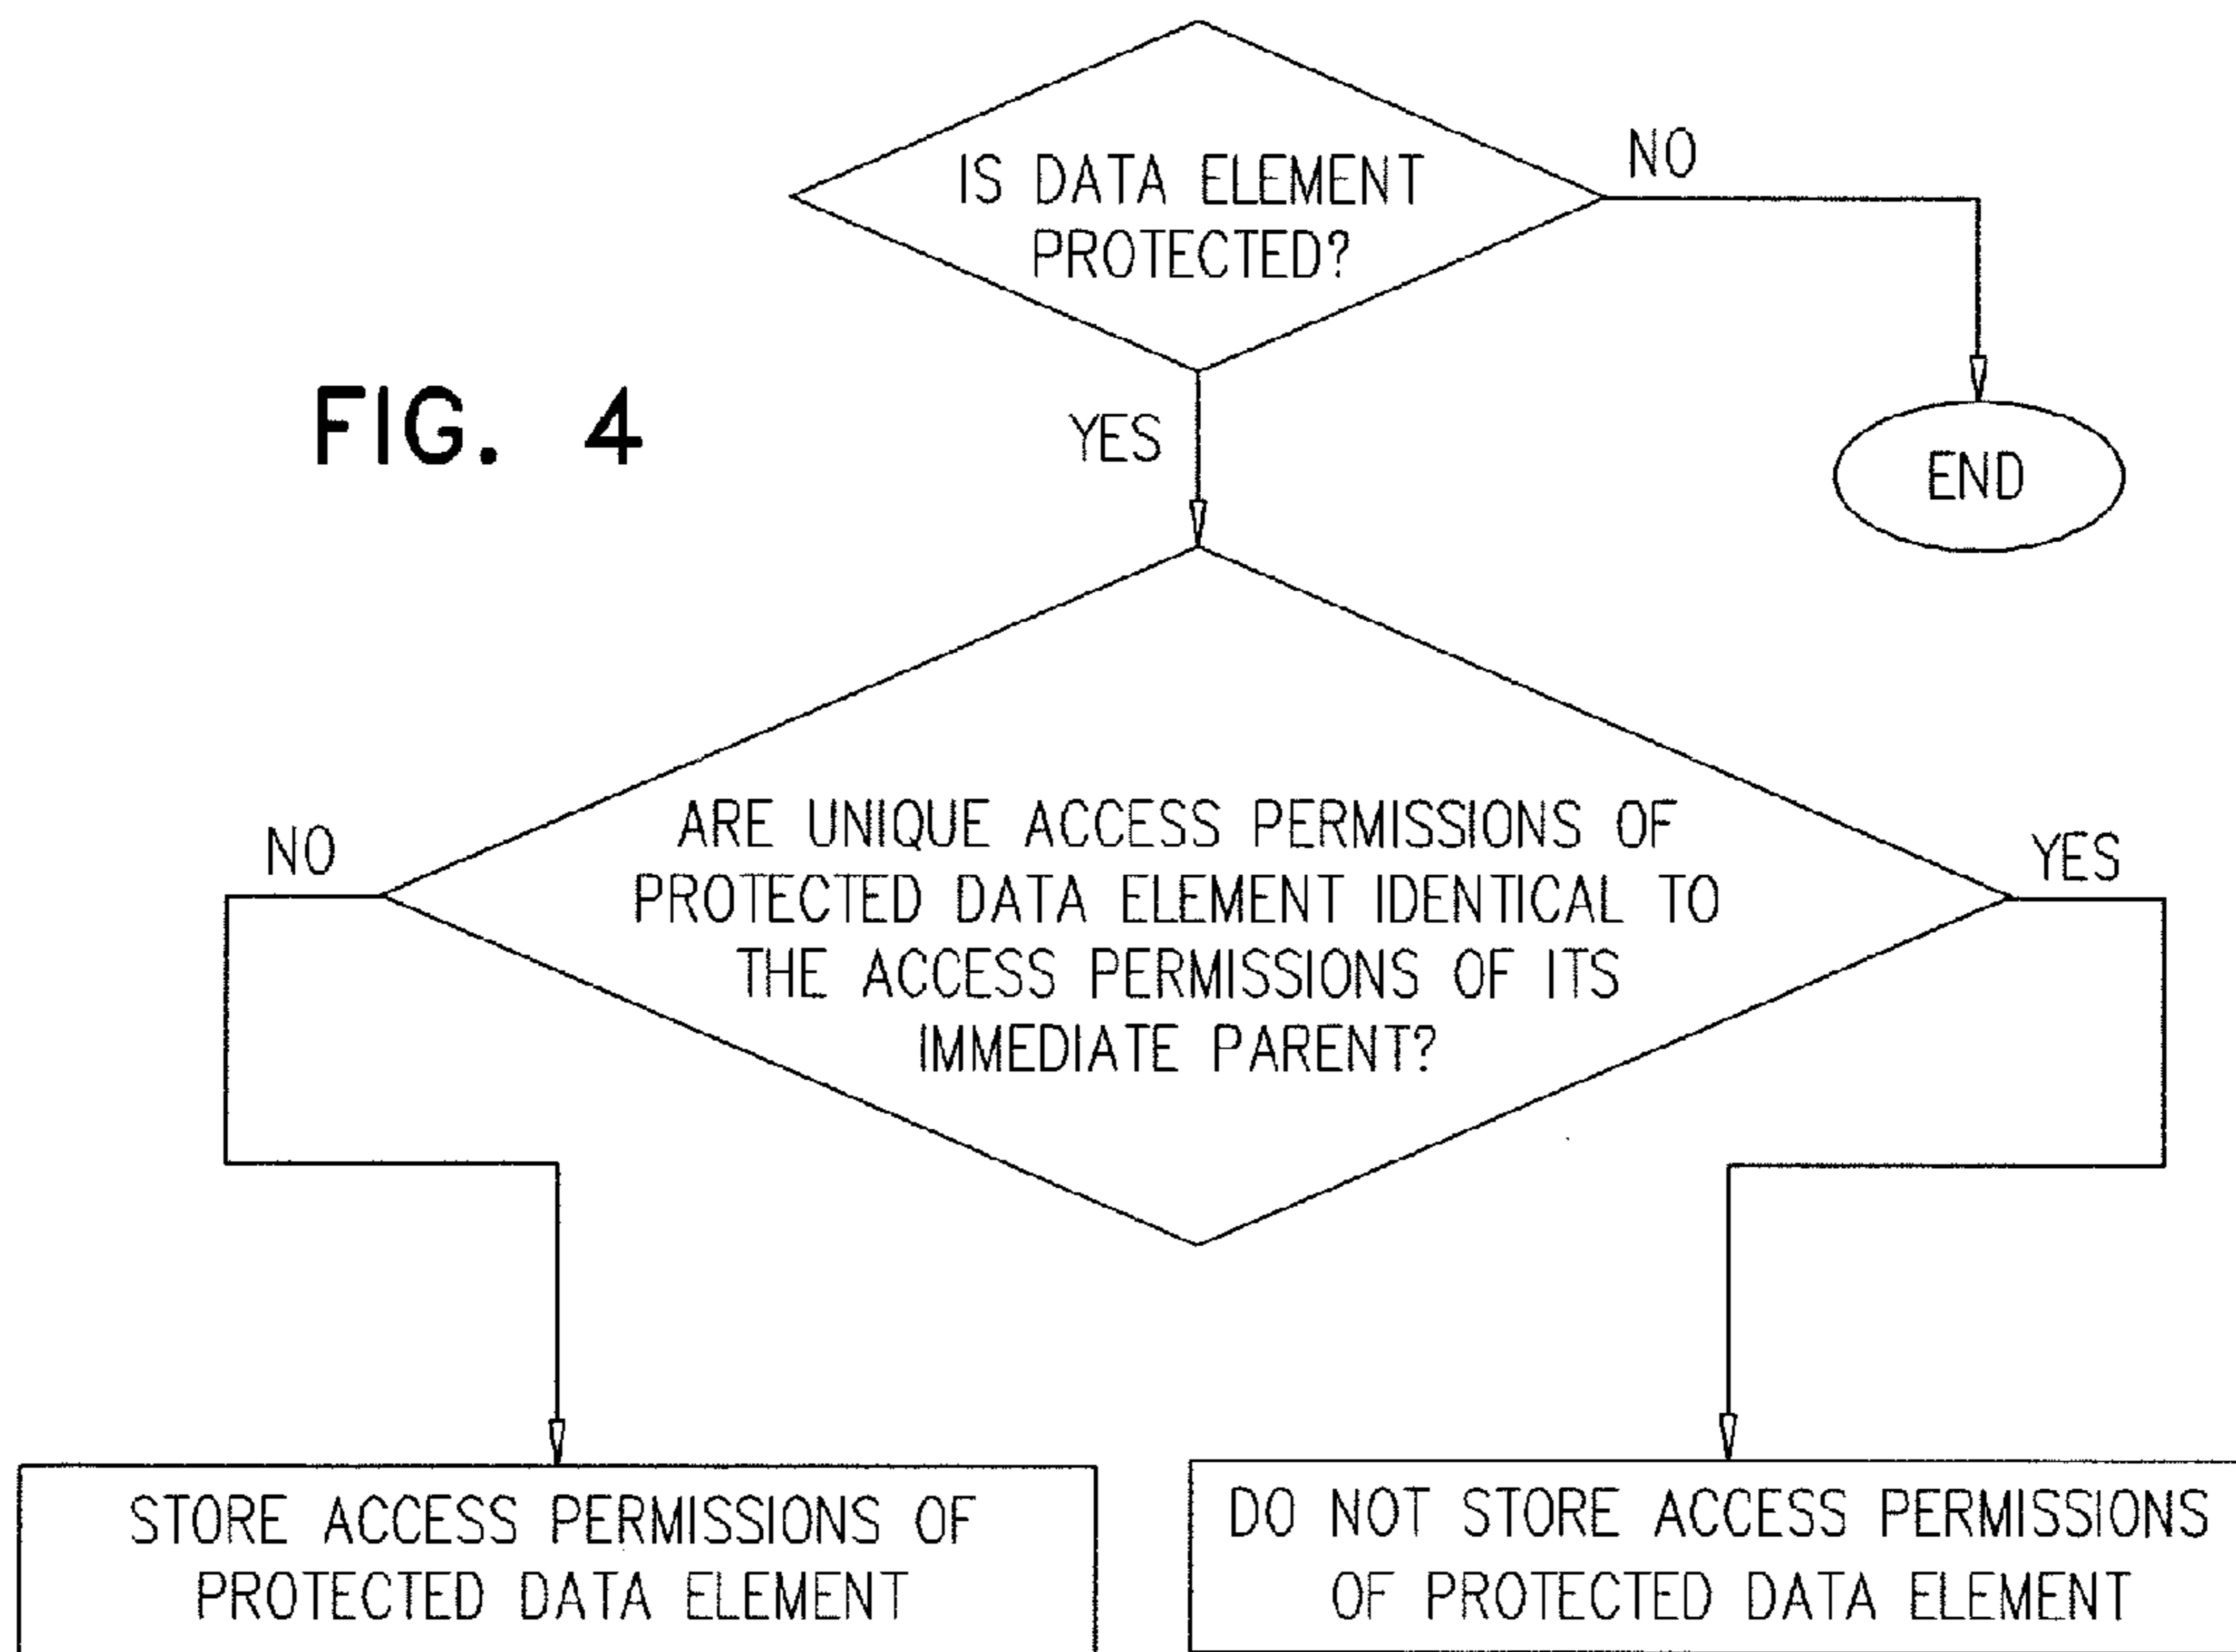 IS DATA ELEMENT
PROTECTED?
NO
FIG. 4
YES
END
ARE UNIQUE ACCESS PERMISSIONS OF
PROTECTED DATA ELEMENT IDENTICAL TO
THE ACCESS PERMISSIONS OF ITS
IMMEDIATE PARENT?
NO
YES
STORE ACCESS PERMISSIONS OF
PROTECTED DATA ELEMENT
DO NOT STORE ACCESS PERMISSIONS
OF PROTECTED DATA ELEMENT